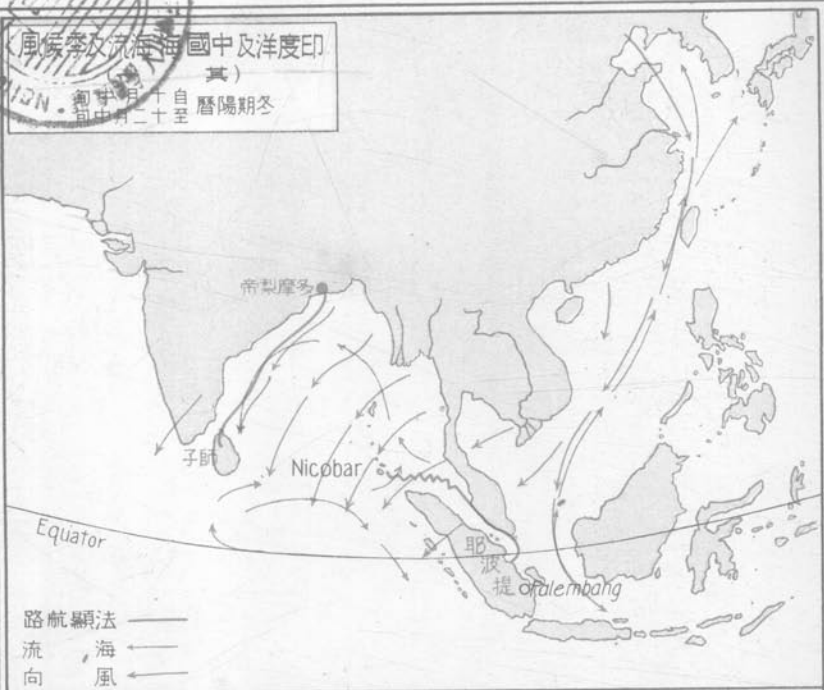 印度洋及中國海海流及季候風
(其
冬期陽曆
自十月中旬
至十二月中旬
多摩梨帝
師子
Nicobar
Equator
耶波提
Palembang
法顯航路
海流
風向